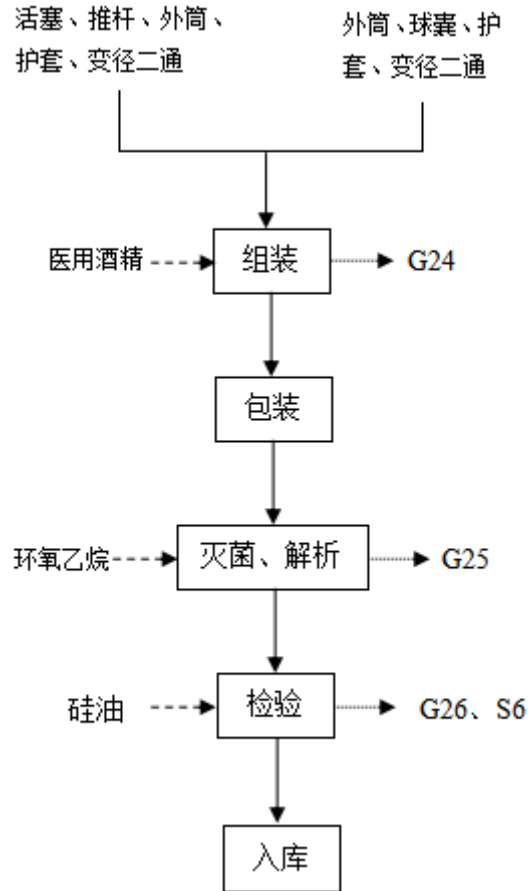 活塞、推杆、外筒、
护套、变径二通
外筒、球囊、护
套、变径二通
医用酒精
组装
G24
包装
环氧乙烷
灭菌、解析
G25
硅油
检验
G26、S6
入库